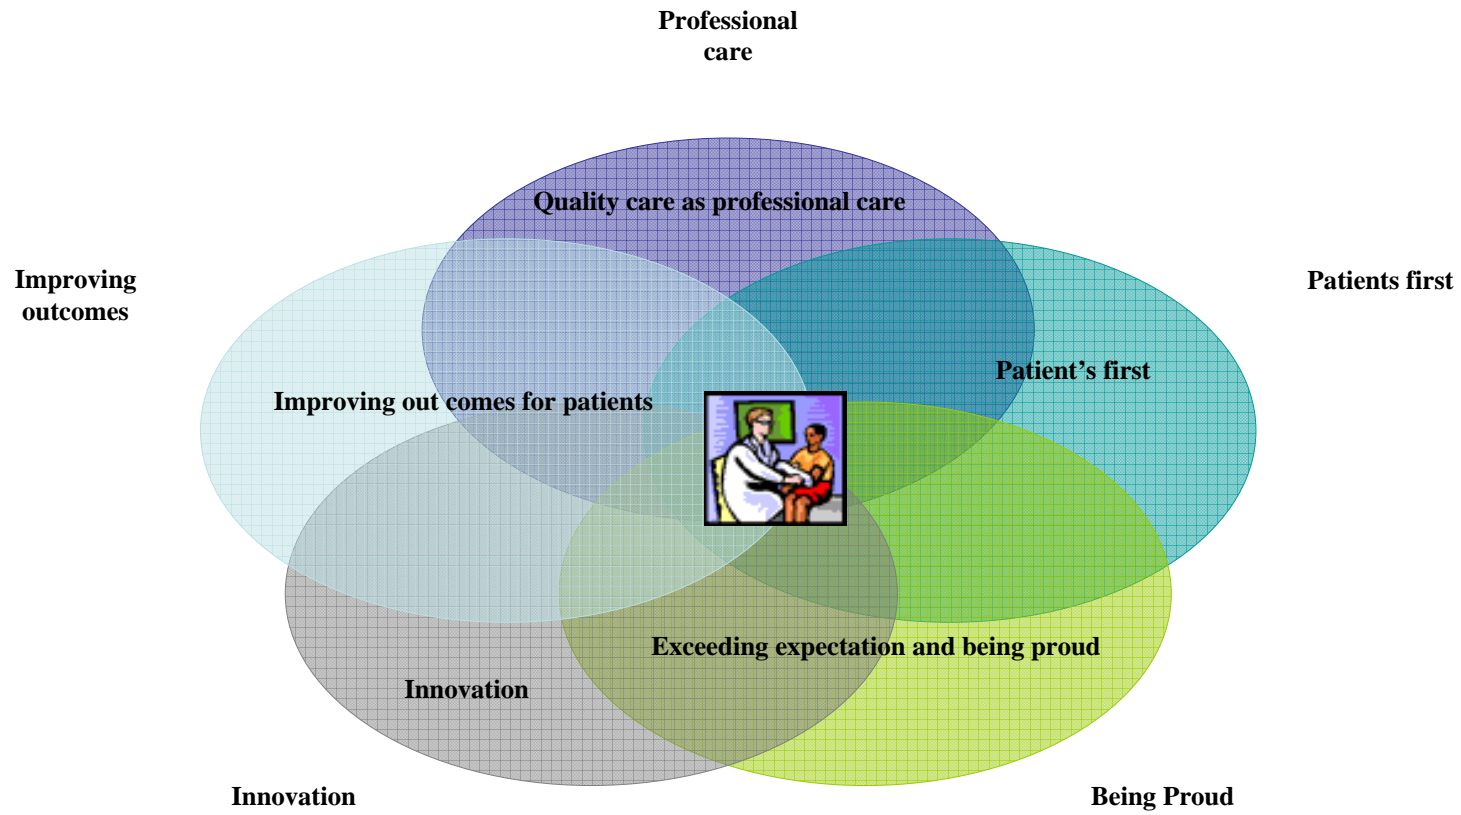 Professional
care
Quality care as professional care
Improving
outcomes
Patients first
Patient’s first
Improving out comes for patients
Exceeding expectation and being proud
Innovation
Innovation
Being Proud